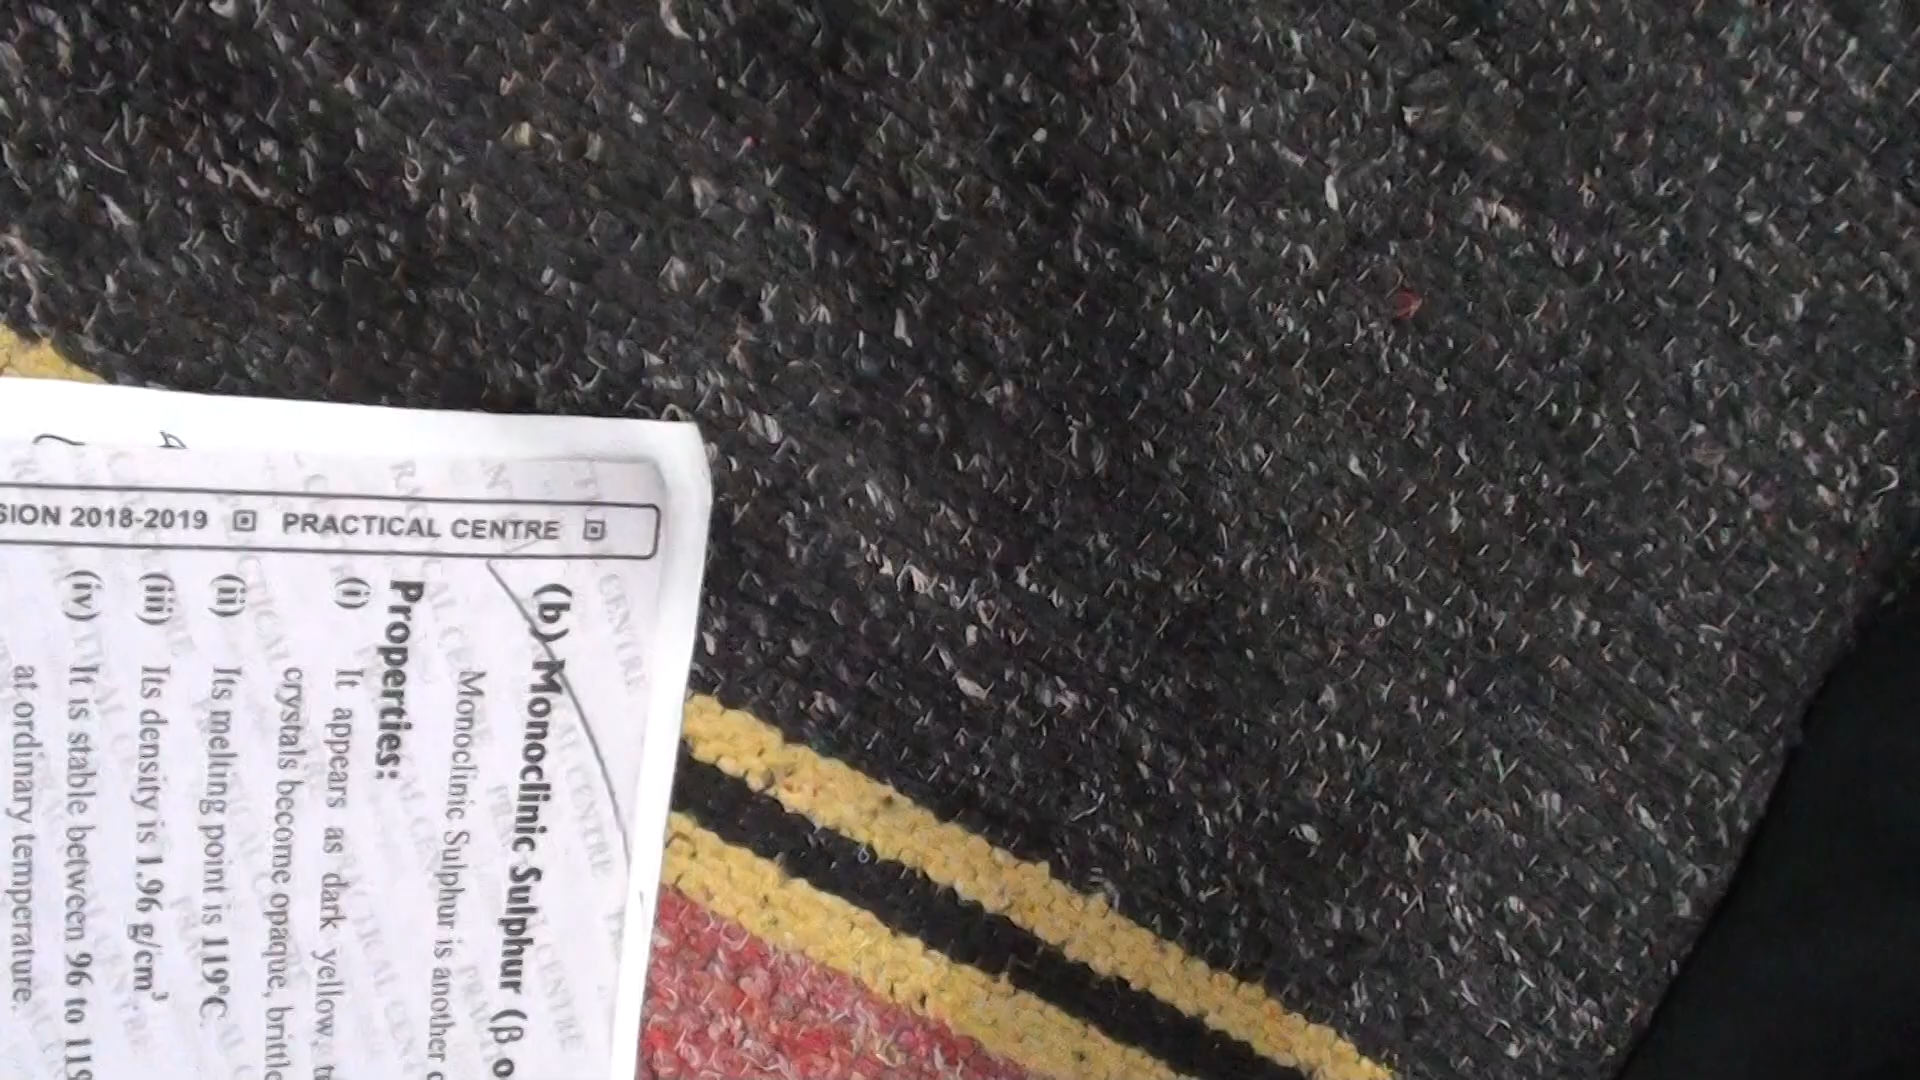 SION 2018-2019 PRACTICAL CENTRE
(b) Monoclinic Sulphur (β o
Monoclinic Sulphur is another
Properties:
(i) It appears as dark yellow, t
crystals become opaque, brittl
(ii) Its melting point is 119°C.
(iii) Its density is 1.96 g/cm³
(iv) It is stable between 96 to 119
at ordinary temperature.